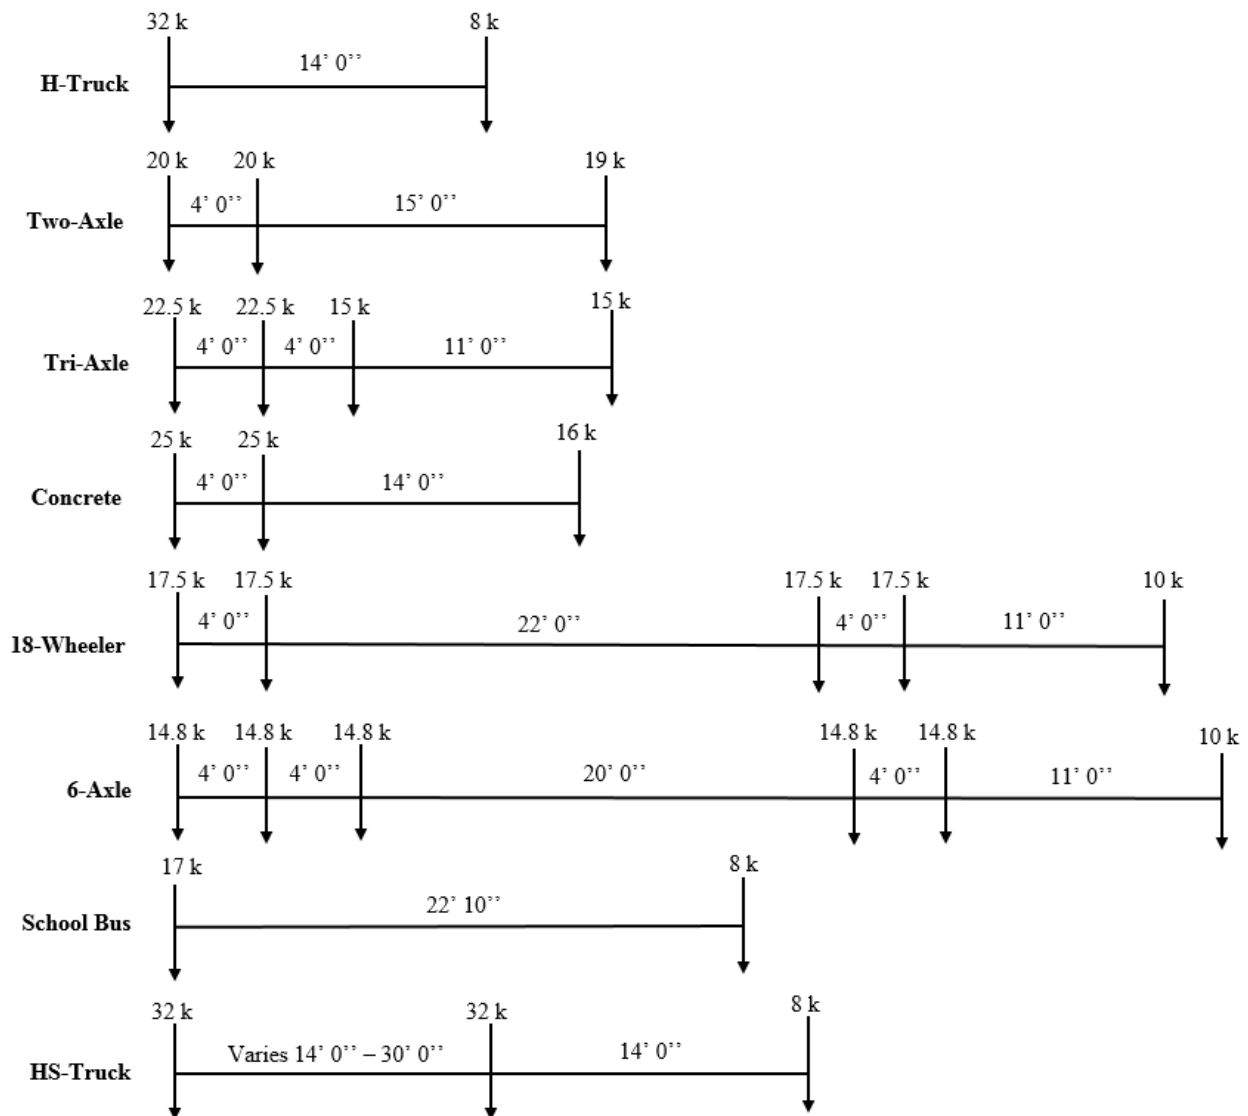 32 k 8 k
14’ 0’’
H-Truck
20 k 20 k 19 k
4’ 0’’ 15’ 0’’
Two-Axle
22.5 k 22.5 k 15 k 15 k
4’ 0’’ 4’ 0’’ 11’ 0’’
Tri-Axle
25 k 25 k 16 k
4’ 0’’ 14’ 0’’
Concrete
17.5 k 17.5 k 17.5 k 17.5 k 10 k
4’ 0’’ 22’ 0’’ 4’ 0’’ 11’ 0’’
18-Wheeler
14.8 k 14.8 k 14.8 k 14.8 k 14.8 k 10 k
4’ 0’’ 4’ 0’’ 20’ 0’’ 4’ 0’’ 11’ 0’’
6-Axle
17 k 8 k
22’ 10’’
School Bus
32 k 32 k 8 k
Varies 14’ 0’’ – 30’ 0’’ 14’ 0’’
HS-Truck